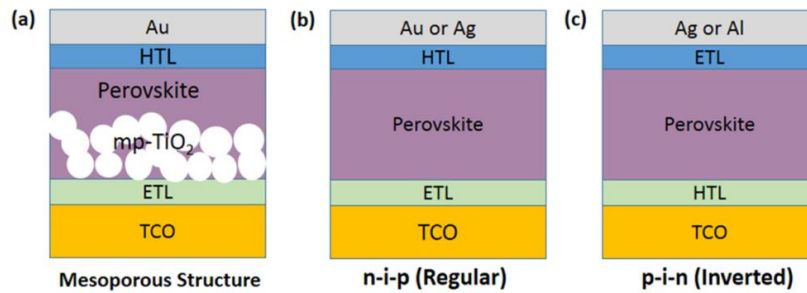 (a)
Au
HTL
Perovskite
mp-TiO₂
ETL
TCO
Mesoporous Structure
(b)
Au or Ag
HTL
Perovskite
ETL
TCO
n-i-p (Regular)
(c)
Ag or Al
ETL
Perovskite
HTL
TCO
p-i-n (Inverted)